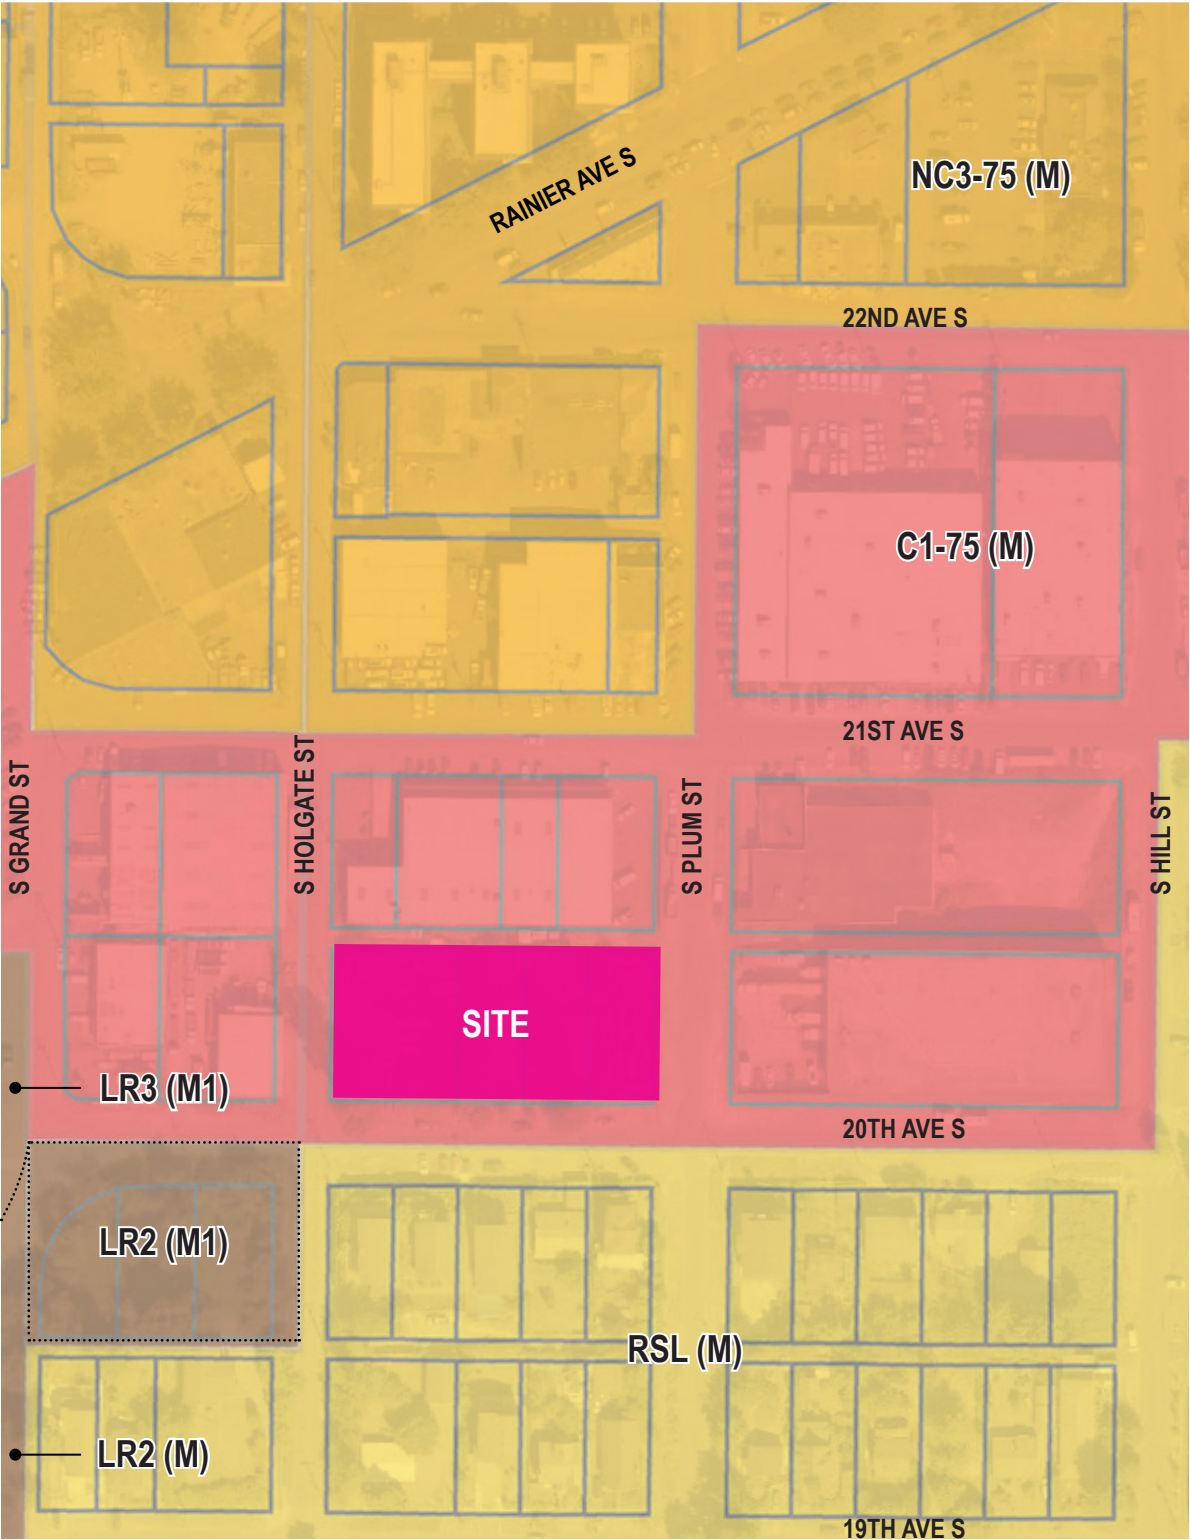 RAINIER AVE S
NC3-75 (M)
22ND AVE S
C1-75 (M)
21ST AVE S
S GRAND ST
S HOLGATE ST
S PLUM ST
S HILL ST
SITE
LR3 (M1)
20TH AVE S
LR2 (M1)
RSL (M)
LR2 (M)
19TH AVE S